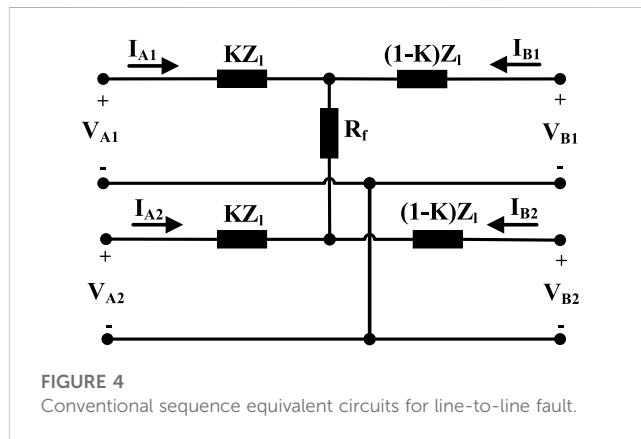 I_A1 KZ_l (1-K)Z_l I_B1
+ +
V_A1 R_f V_B1
- -
I_A2 KZ_l (1-K)Z_l I_B2
+ +
V_A2 V_B2
- -
FIGURE 4
Conventional sequence equivalent circuits for line-to-line fault.